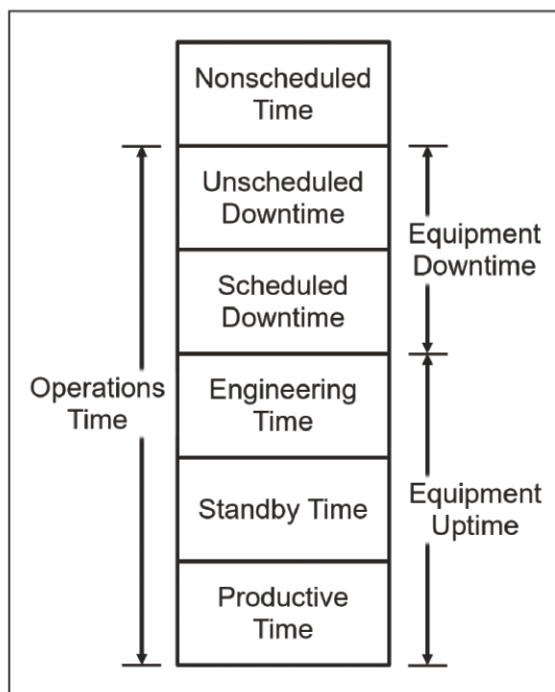 Nonscheduled
Time
Unscheduled
Downtime
Scheduled
Downtime
Engineering
Time
Standby Time
Productive
Time
Operations
Time
Equipment
Downtime
Equipment
Uptime